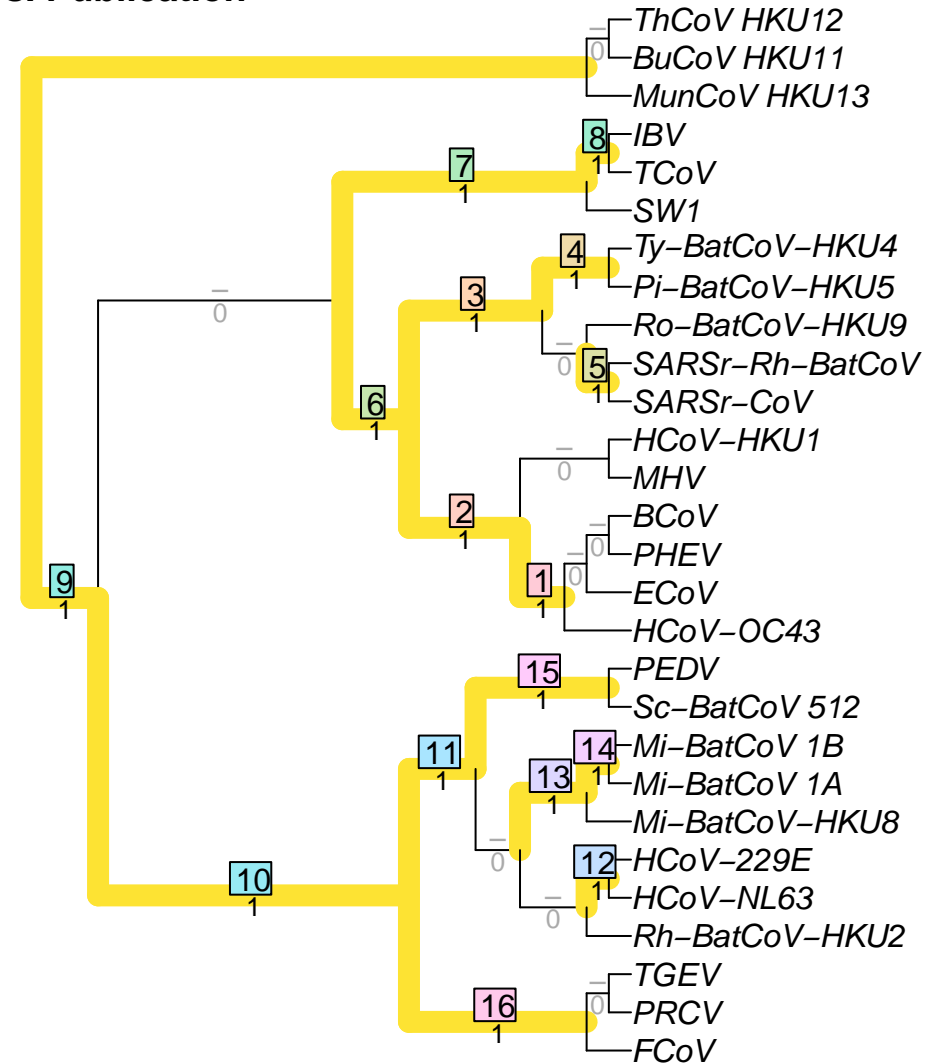 ThCoV HKU12
–
0
BuCoV HKU11
MunCoV HKU13
8
IBV
1
7
TCoV
1
SW1
4
Ty–BatCoV–HKU4
1
3
Pi–BatCoV–HKU5
–
0
1
Ro–BatCoV–HKU9
–
0
5
SARSr–Rh–BatCoV
1
6
SARSr–CoV
1
HCoV–HKU1
–
0
MHV
2
BCoV
1
–
0
PHEV
–
0
1
ECoV
9
1
1
HCoV–OC43
15
PEDV
1
Sc–BatCoV 512
11
14
Mi–BatCoV 1B
1
13
1
Mi–BatCoV 1A
1
Mi–BatCoV–HKU8
–
0
12
HCoV–229E
10
1
1
HCoV–NL63
–
0
Rh–BatCoV–HKU2
TGEV
–
0
16
PRCV
1
FCoV